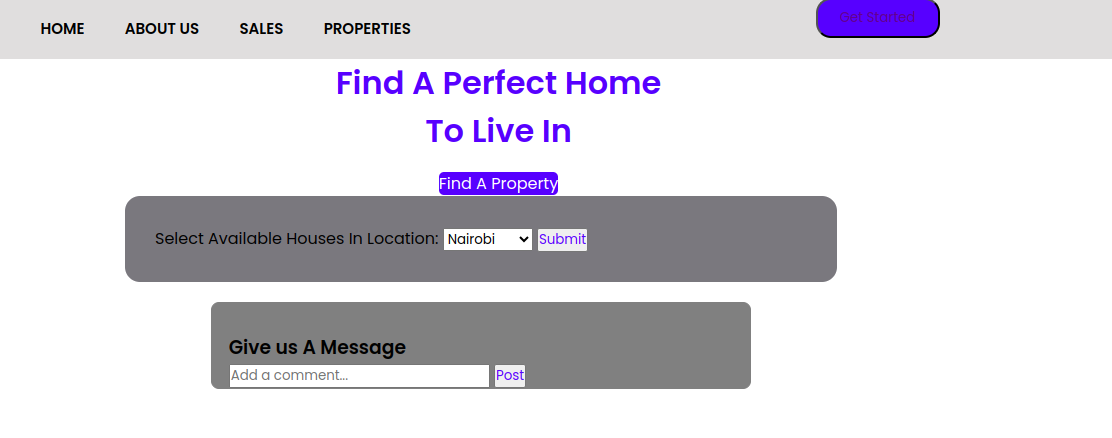 HOME ABOUT US SALES PROPERTIES Get Started
Find A Perfect Home
To Live In
Find A Property
Select Available Houses In Location: Nairobi Submit
Give us A Message
Add a comment... Post